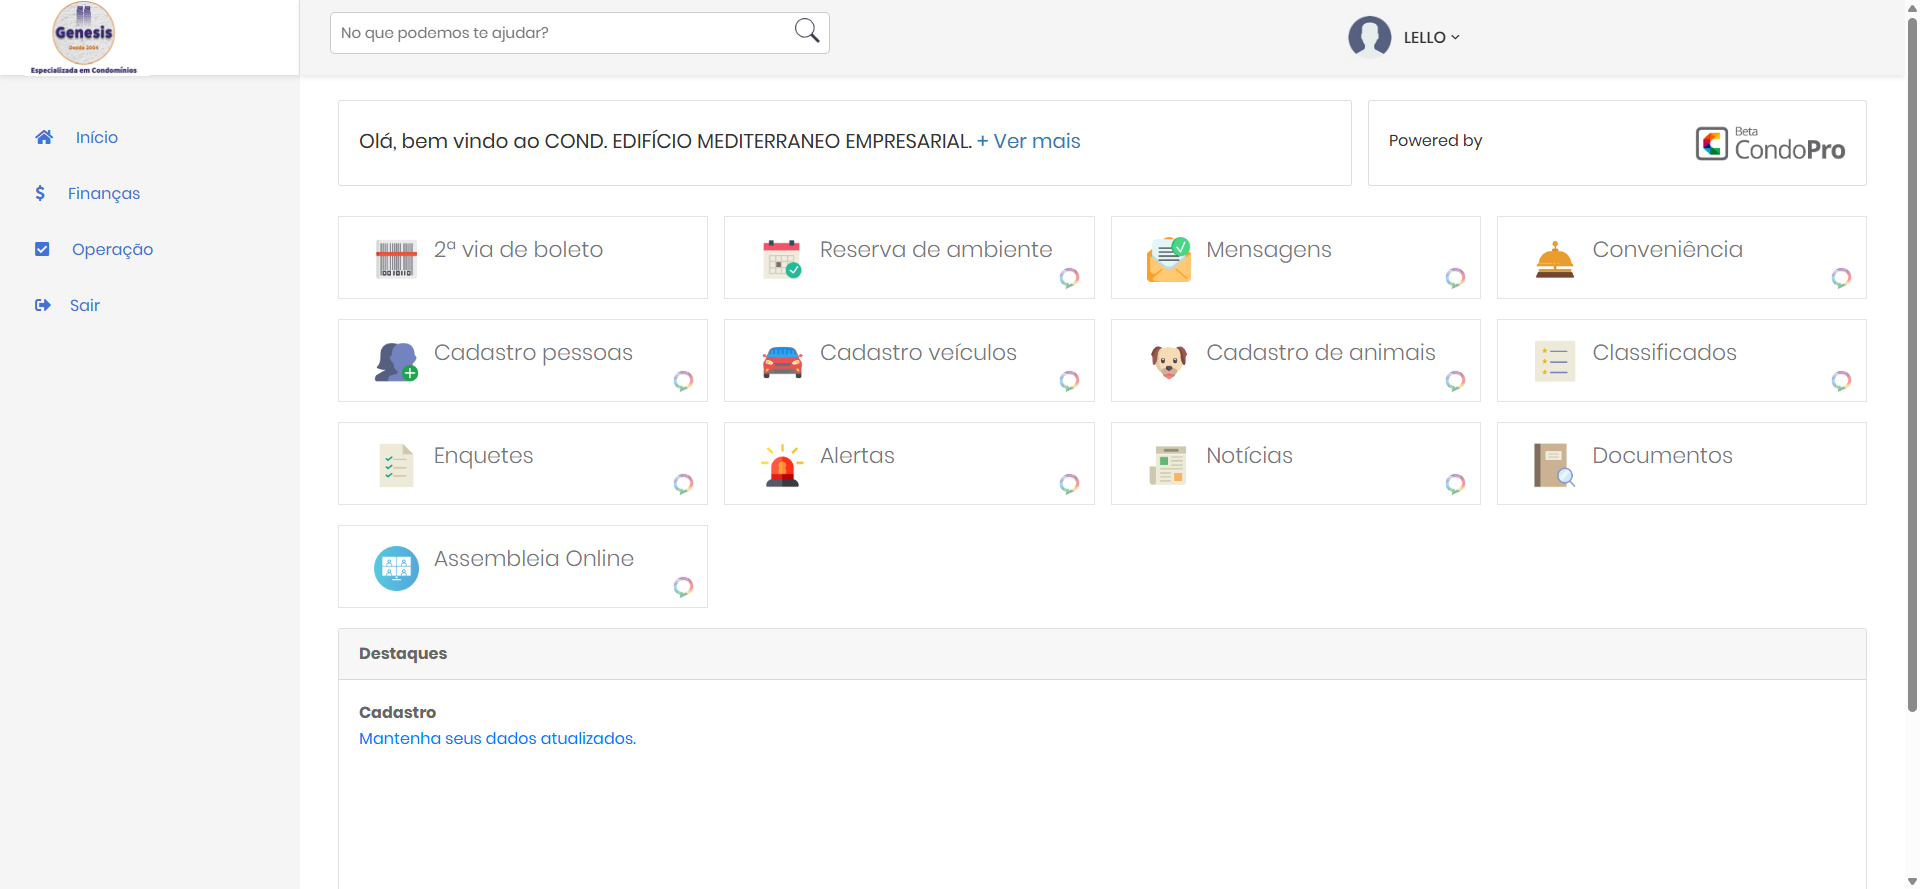 Genesis
Desde 2004
Especializada em Condomínios
No que podemos te ajudar?
LELLO
Início
Finanças
Operação
Sair
Olá, bem vindo ao COND. EDIFÍCIO MEDITERRANEO EMPRESARIAL. + Ver mais
Powered by
Beta
CondoPro
2ª via de boleto
Reserva de ambiente
Mensagens
Conveniência
Cadastro pessoas
Cadastro veículos
Cadastro de animais
Classificados
Enquetes
Alertas
Notícias
Documentos
Assembleia Online
Destaques
Cadastro
Mantenha seus dados atualizados.